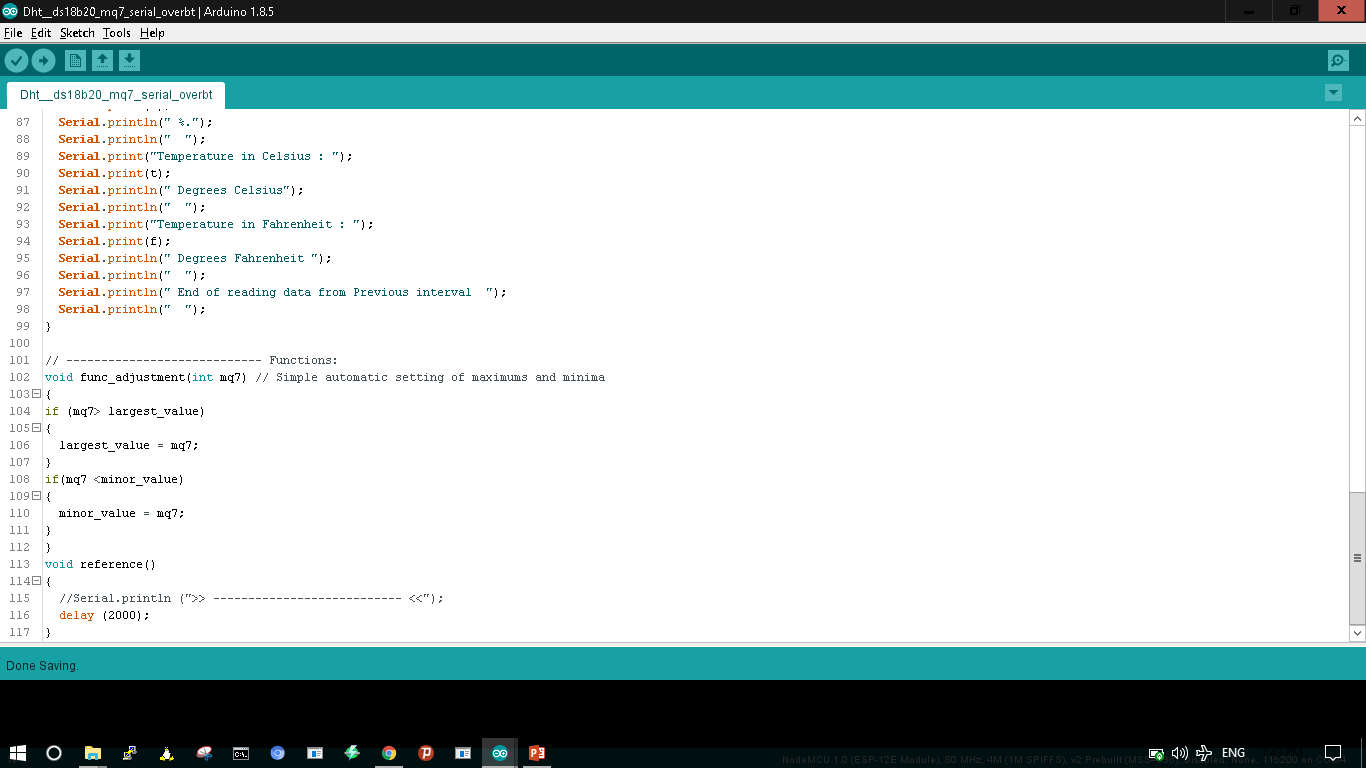 Dht__ds18b20_mq7_serial_overbt | Arduino 1.8.5
File Edit Sketch Tools Help
Dht__ds18b20_mq7_serial_overbt
87 Serial.println(" %.");
88 Serial.println("  ");
89 Serial.print("Temperature in Celsius : ");
90 Serial.print(t);
91 Serial.println(" Degrees Celsius");
92 Serial.println("  ");
93 Serial.print("Temperature in Fahrenheit : ");
94 Serial.print(f);
95 Serial.println(" Degrees Fahrenheit ");
96 Serial.println("  ");
97 Serial.println(" End of reading data from Previous interval  ");
98 Serial.println("  ");
99 }
100
101 // ---------------------------- Functions:
102 void func_adjustment(int mq7) // Simple automatic setting of maximums and minima
103 {
104 if (mq7> largest_value)
105 {
106 largest_value = mq7;
107 }
108 if(mq7 <minor_value)
109 {
110 minor_value = mq7;
111 }
112 }
113 void reference()
114 {
115 //Serial.println (">> --------------------------- <<");
116 delay (2000);
117 }
Done Saving.
ENG
NodeMCU 1.0 (ESP-12E Module), 80 MHz, 4M (1M SPIFFS), v2 Prebuilt (MSS None, 115200 on